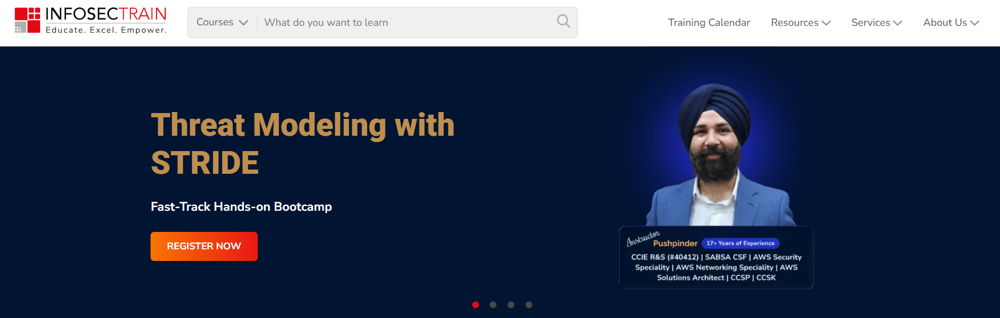 INFOSECTRAIN
Educate. Excel. Empower.
Courses
What do you want to learn
Training Calendar
Resources
Services
About Us
Threat Modeling with
STRIDE
Fast-Track Hands-on Bootcamp
REGISTER NOW
Instructor
Pushpinder
17+ Years of Experience
CCIE R&S (#40412) | SABSA CSF | AWS Security
Speciality | AWS Networking Speciality | AWS
Solutions Architect | CCSP | CCSK